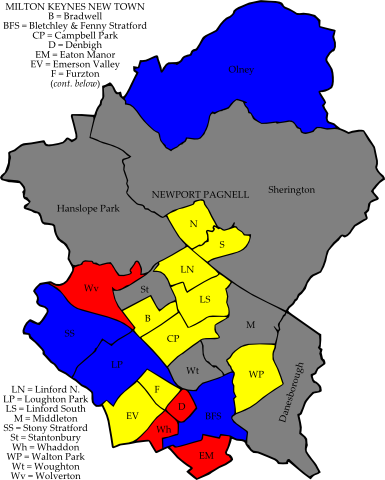 MILTON KEYNES NEW TOWN
B = Bradwell
BFS = Bletchley & Fenny Stratford
CP = Campbell Park
D = Denbigh
EM = Eaton Manor
EV = Emerson Valley
F = Furzton
(cont. below)
Olney
Sherington
NEWPORT PAGNELL
Hanslope Park
N
S
LN
Wv
St
LS
B
M
SS
CP
LP
Wt
WP
Danesborough
F
D
EV
BFS
Wh
EM
LN = Linford N.
LP = Loughton Park
LS = Linford South
M = Middleton
SS = Stony Stratford
St = Stantonbury
Wh = Whaddon
WP = Walton Park
Wt = Woughton
Wv = Wolverton